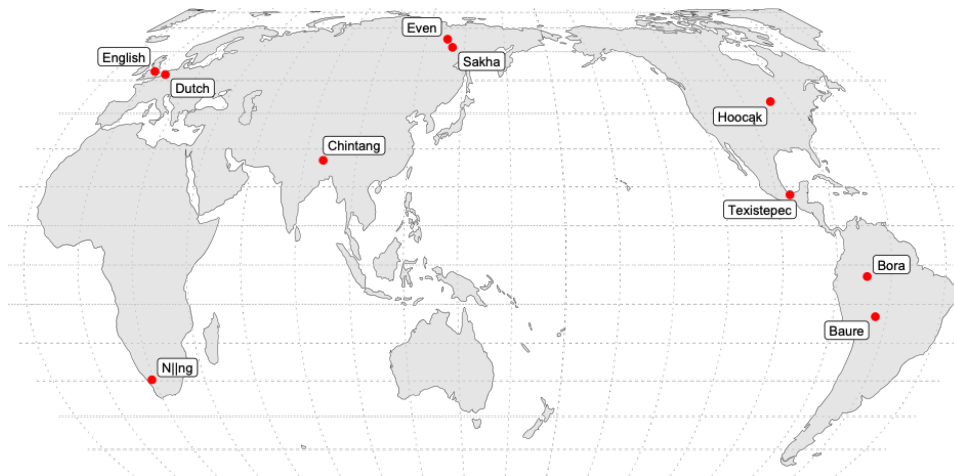 Even
English
Sakha
Dutch
Hoocąk
Chintang
Texistepec
Bora
Baure
N||ng